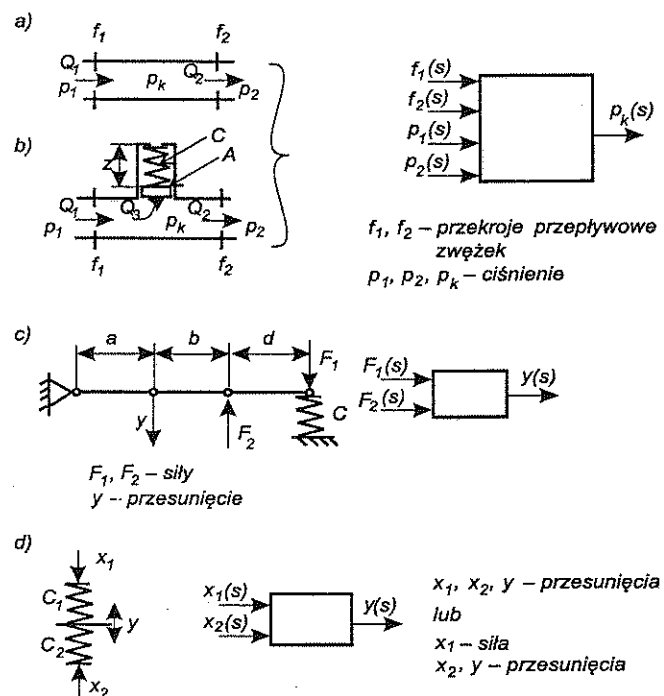 a)
f₁ f₂
Q₁ pₖ Q₂
p₁ p₂
f₁(s)
f₂(s)
p₁(s)
p₂(s)
pₖ(s)
b)
z C
A
Q₁ Q₃ Q₂
p₁ pₖ p₂
f₁ f₂
f₁, f₂ – przekroje przepływowe
zwężek
p₁, p₂, pₖ – ciśnienie
c)
a b d
F₁
y F₂ C
F₁(s)
F₂(s)
y(s)
F₁, F₂ – siły
y – przesunięcie
d)
x₁
C₁
y
C₂
x₂
x₁(s)
x₂(s)
y(s)
x₁, x₂, y – przesunięcia
lub
x₁ – siła
x₂, y – przesunięcia